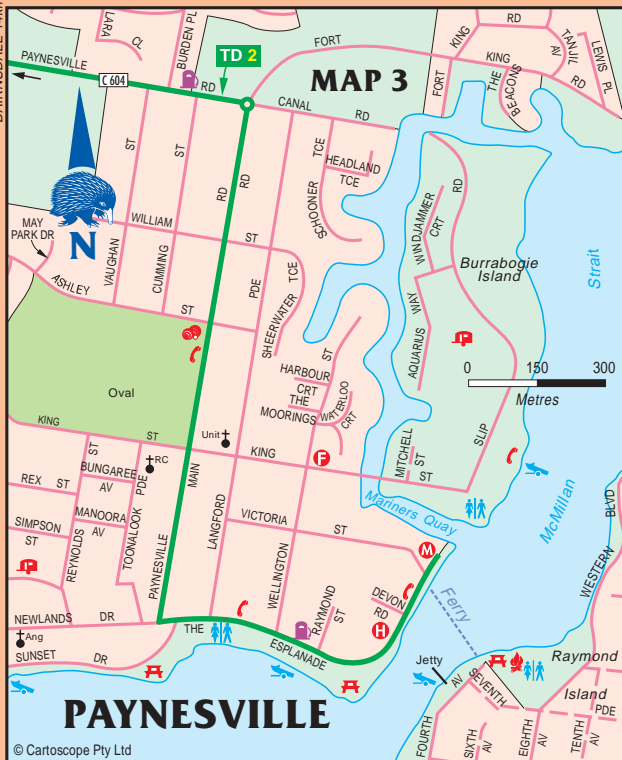 BAIRNSDALE 14km
PAYNESVILLE
RD
C 604
TD 2
LARA
CL
BURDEN PL
FORT
MAP 3
KING
RD
KING
RD
TANJIL
AV
LEWIS PL
THE
BEACONS
FORT
CANAL
RD
ST
ST
RD
RD
TCE
HEADLAND
TCE
SCHOONER
N
MAY
PARK DR
WILLIAM
ST
VAUGHAN
CUMMING
ASHLEY
ST
PDE
TCE
SHEERWATER
WINDJAMMER
CRT
RD
Burrabogie
Island
Strait
AQUARIUS
WAY
0 150 300
Metres
Oval
HARBOUR
CRT
ST
THE
MOORINGS
WATERLOO
CRT
KING
ST
Unit
KING
ST
F
MITCHELL
ST
SLIP
RC
ST
BUNGAREE
AV
PDE
REX ST
MANOORA
AV
SIMPSON
ST
REYNOLDS
TOONALOOK
MAIN
PAYNESVILLE
LANGFORD
VICTORIA
ST
WELLINGTON
RAYMOND
ST
DEVON
RD
Mariners Quay
M
H
McMillan
WESTERN
BLVD
Ferry
NEWLANDS DR
Ang
SUNSET DR
THE
ESPLANADE
Jetty
Raymond
Island
PDE
AV
SEVENTH
FOURTH
SIXTH
AV
EIGHTH
AV
TENTH
AV
PAYNESVILLE
© Cartoscope Pty Ltd